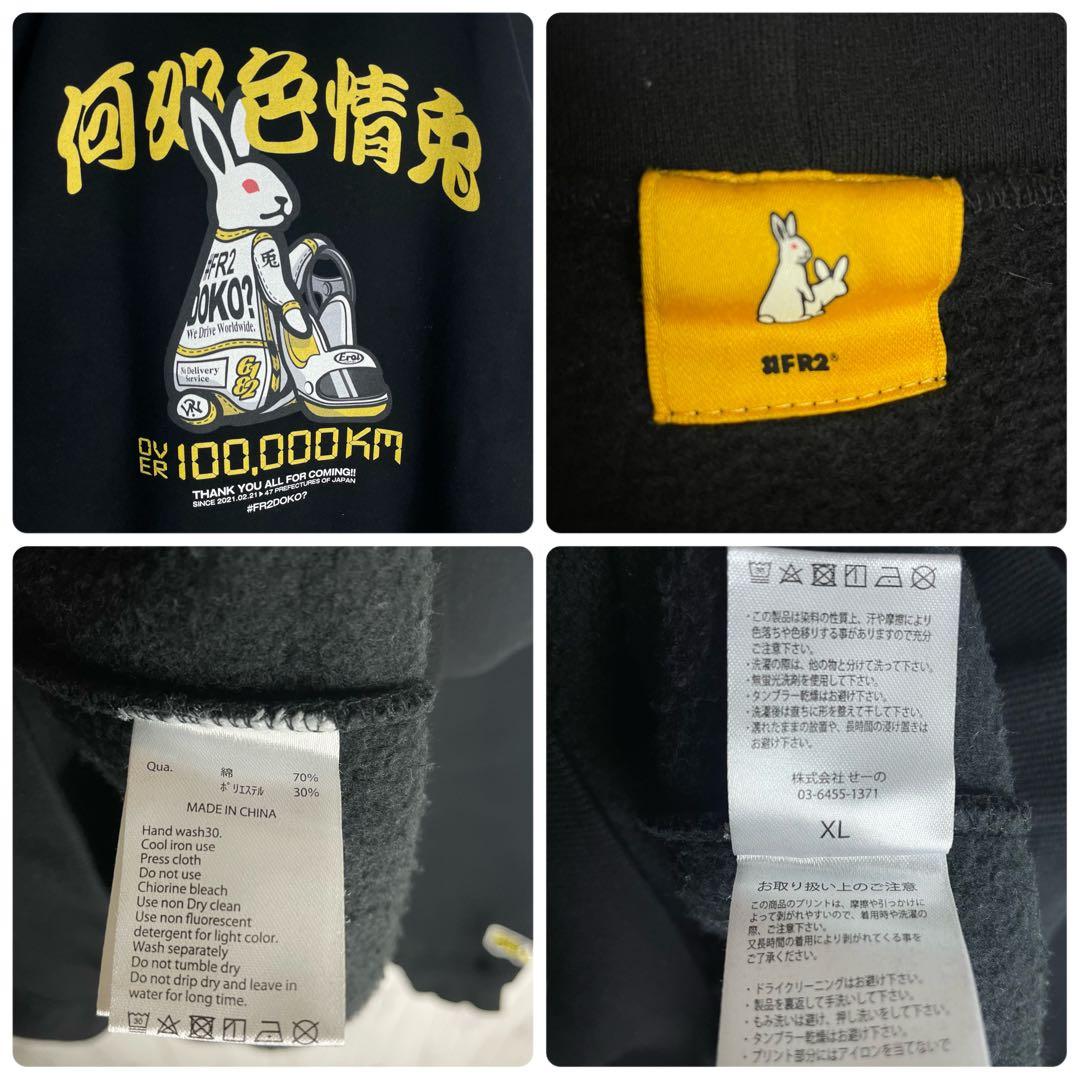 何処色情兎
#FR2
DOKO?
We Drive Worldwide.
兎
No Delivery
Service
61
82
Erai
OVER 100,000KM
THANK YOU ALL FOR COMING!!
SINCE 2021.02.21▶47 PREFECTURES OF JAPAN
#FR2DOKO?
#FR2®
Qua. 綿 70%
ポリエステル 30%
MADE IN CHINA
Hand wash30.
Cool iron use
Press cloth
Do not use
Chiorine bleach
Use non Dry clean
Use non fluorescent
detergent for light color.
Wash separately
Do not tumble dry
Do not drip dry and leave in
water for long time.
・この製品は染料の性質上、汗や摩擦により
色落ちや色移りする事がありますので充分
ご注意下さい。
・洗濯の際は、他の物と分けて洗って下さい。
・無蛍光洗剤を使用して下さい。
・タンブラー乾燥はお避け下さい。
・洗濯後は直ちに形を整えて干して下さい。
・濡れたままの放置や、長時間の浸け置きは
お避け下さい。
株式会社 せーの
03-6455-1371
XL
お取り扱い上のご注意
この商品のプリントは、摩擦や引っかけに
よって剥がれやすいので、着用時や洗濯の
際、ご注意下さい。
又長時間の着用により剥がれてくる事を
ご了承下さい。
・ドライクリーニングはお避け下さい。
・製品を裏返して手洗いして下さい。
・もみ洗いは避け、押し洗いをして下さい。
・タンブラー乾燥はお避け下さい。
・プリント部分にはアイロンを当てないで